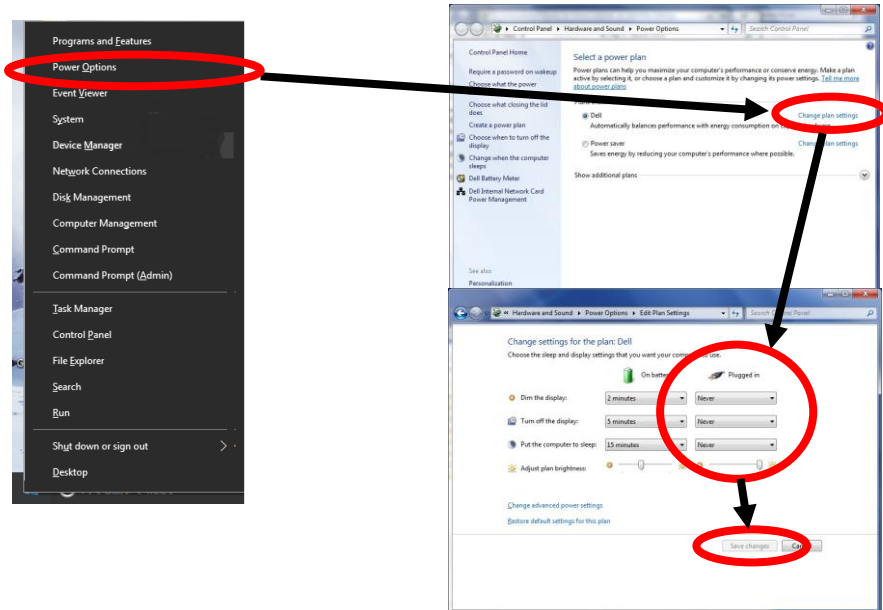 Programs and Features
Power Options
Event Viewer
System
Device Manager
Network Connections
Disk Management
Computer Management
Command Prompt
Command Prompt (Admin)
Task Manager
Control Panel
File Explorer
Search
Run
Shut down or sign out
Desktop
Control Panel Hardware and Sound Power Options Search Control Panel
Control Panel Home
Require a password on wakeup
Choose what the power
Choose what closing the lid
does
Create a power plan
Choose when to turn off the
display
Change when the computer
sleeps
Dell Battery Meter
Dell Internal Network Card
Power Management
See also
Personalization
Select a power plan
Power plans can help you maximize your computer's performance or conserve energy. Make a plan
active by selecting it, or choose a plan and customize it by changing its power settings. Tell me more
about power plans
Dell Change plan settings
Automatically balances performance with energy consumption on
Power saver Change plan settings
Saves energy by reducing your computer's performance where possible.
Show additional plans
« Hardware and Sound Power Options Edit Plan Settings Search Control Panel
Change settings for the plan: Dell
Choose the sleep and display settings that you want your computer to use.
On battery Plugged in
Dim the display: 2 minutes Never
Turn off the display: 5 minutes Never
Put the computer to sleep: 15 minutes Never
Adjust plan brightness:
Change advanced power settings
Restore default settings for this plan
Save changes